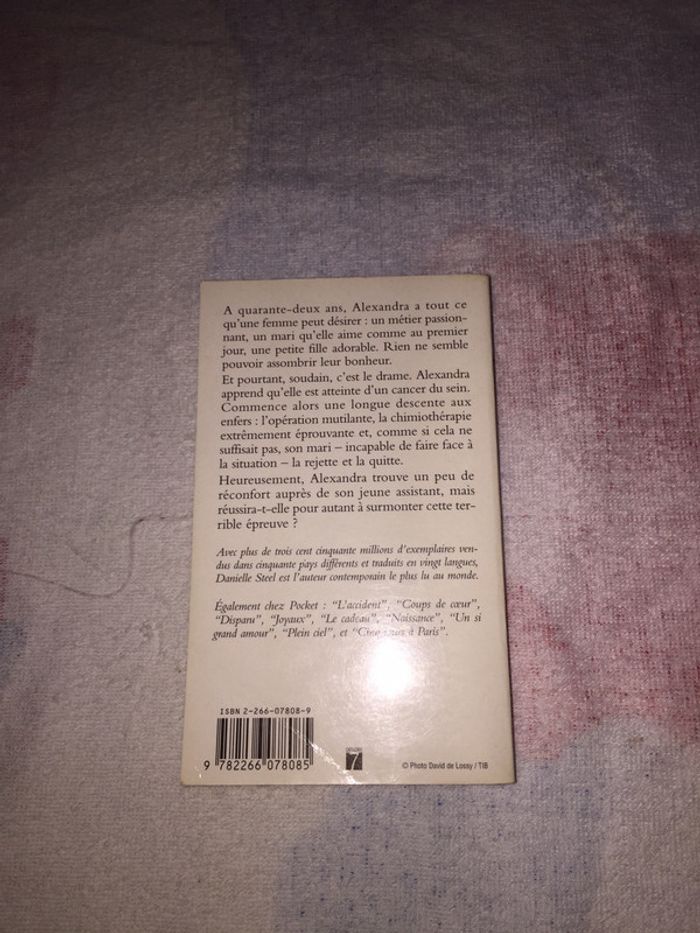 A quarante-deux ans, Alexandra a tout ce
qu'une femme peut désirer : un métier passion-
nant, un mari qu'elle aime comme au premier
jour, une petite fille adorable. Rien ne semble
pouvoir assombrir leur bonheur.
Et pourtant, soudain, c'est le drame. Alexandra
apprend qu'elle est atteinte d'un cancer du sein.
Commence alors une longue descente aux
enfers : l'opération mutilante, la chimiothérapie
extrêmement éprouvante et, comme si cela ne
suffisait pas, son mari – incapable de faire face à
la situation – la rejette et la quitte.
Heureusement, Alexandra trouve un peu de
réconfort auprès de son jeune assistant, mais
réussira-t-elle pour autant à surmonter cette ter-
rible épreuve ?
Avec plus de trois cent cinquante millions d'exemplaires ven-
dus dans cinquante pays différents et traduits en vingt langues,
Danielle Steel est l'auteur contemporain le plus lu au monde.
Également chez Pocket : "L'accident", "Coups de cœur",
"Disparu", "Joyaux", "Le cadeau", "Naissance", "Un si
grand amour", "Plein ciel", et "Cinq jours à Paris".
ISBN 2-266-07808-9
9 782266 078085
7
© Photo David de Lossy / TIB